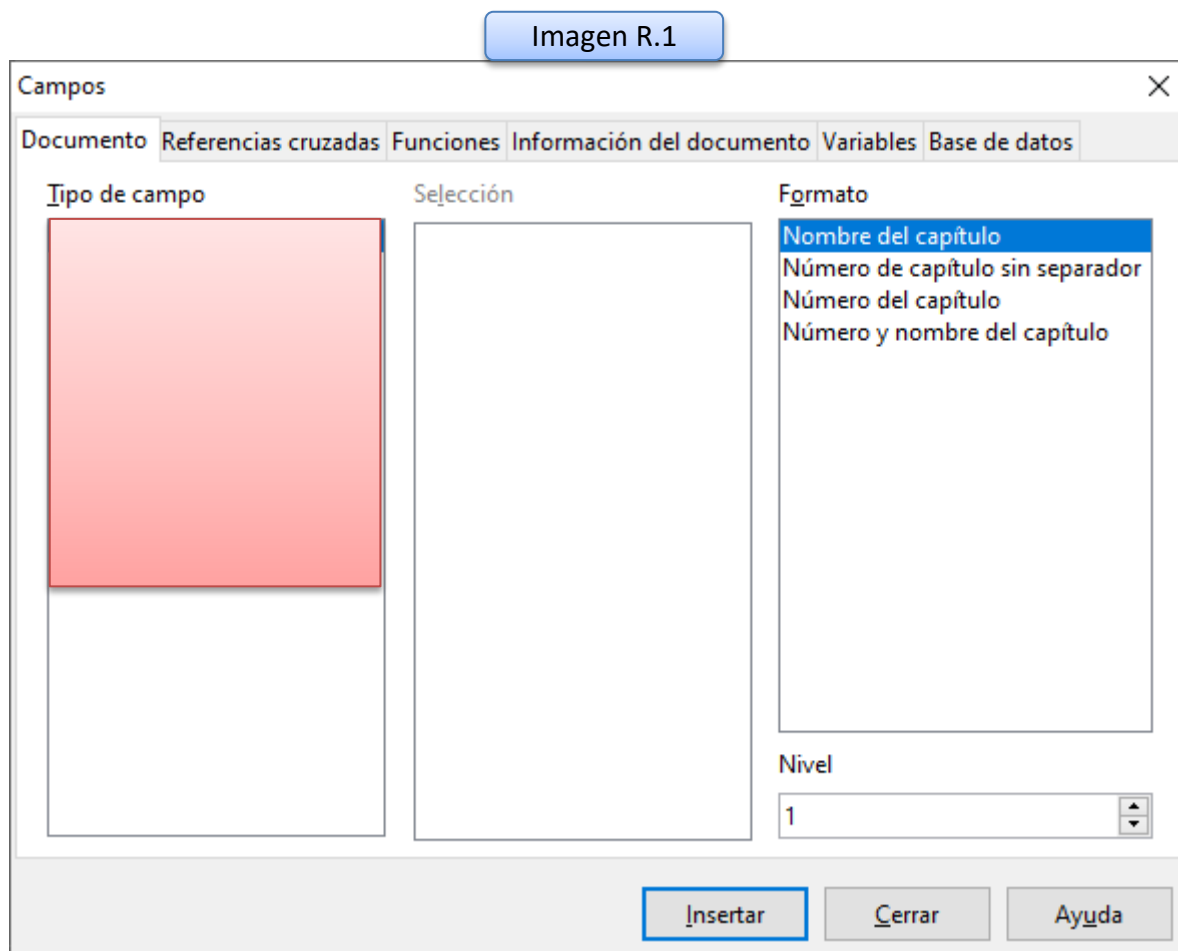 Imagen R.1
Campos
Documento Referencias cruzadas Funciones Información del documento Variables Base de datos
Tipo de campo Selección Formato
Nombre del capítulo
Número de capítulo sin separador
Número del capítulo
Número y nombre del capítulo
Nivel
1
Insertar Cerrar Ayuda